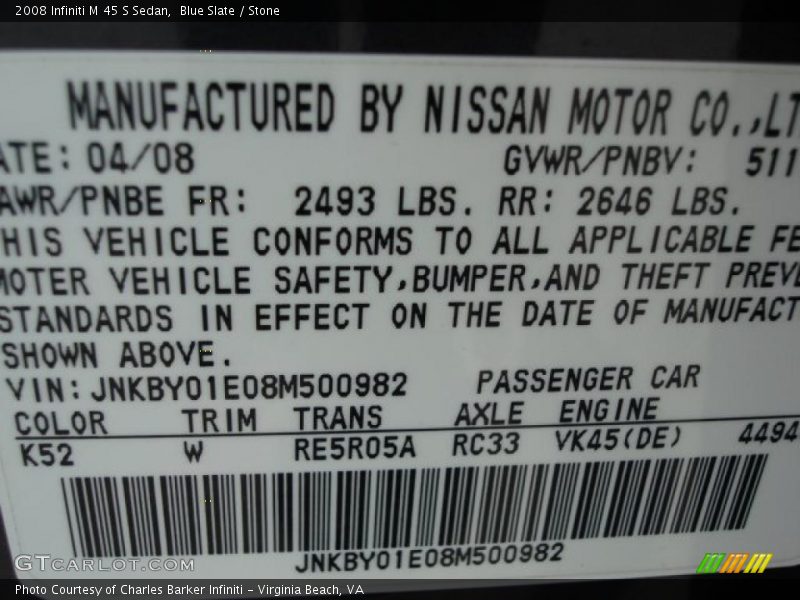 2008 Infiniti M 45 S Sedan,  Blue Slate / Stone
MANUFACTURED BY NISSAN MOTOR CO.,LT
ATE: 04/08 GVWR/PNBV: 511
AWR/PNBE FR: 2493 LBS. RR: 2646 LBS.
HIS VEHICLE CONFORMS TO ALL APPLICABLE FE
MOTER VEHICLE SAFETY,BUMPER,AND THEFT PREVE
STANDARDS IN EFFECT ON THE DATE OF MANUFACT
SHOWN ABOVE.
VIN: JNKBY01E08M500982 PASSENGER CAR
COLOR TRIM TRANS AXLE ENGINE
K52 W RE5R05A RC33 VK45(DE) 4494
JNKBY01E08M500982
GTCARLOT.COM
Photo Courtesy of Charles Barker Infiniti - Virginia Beach, VA